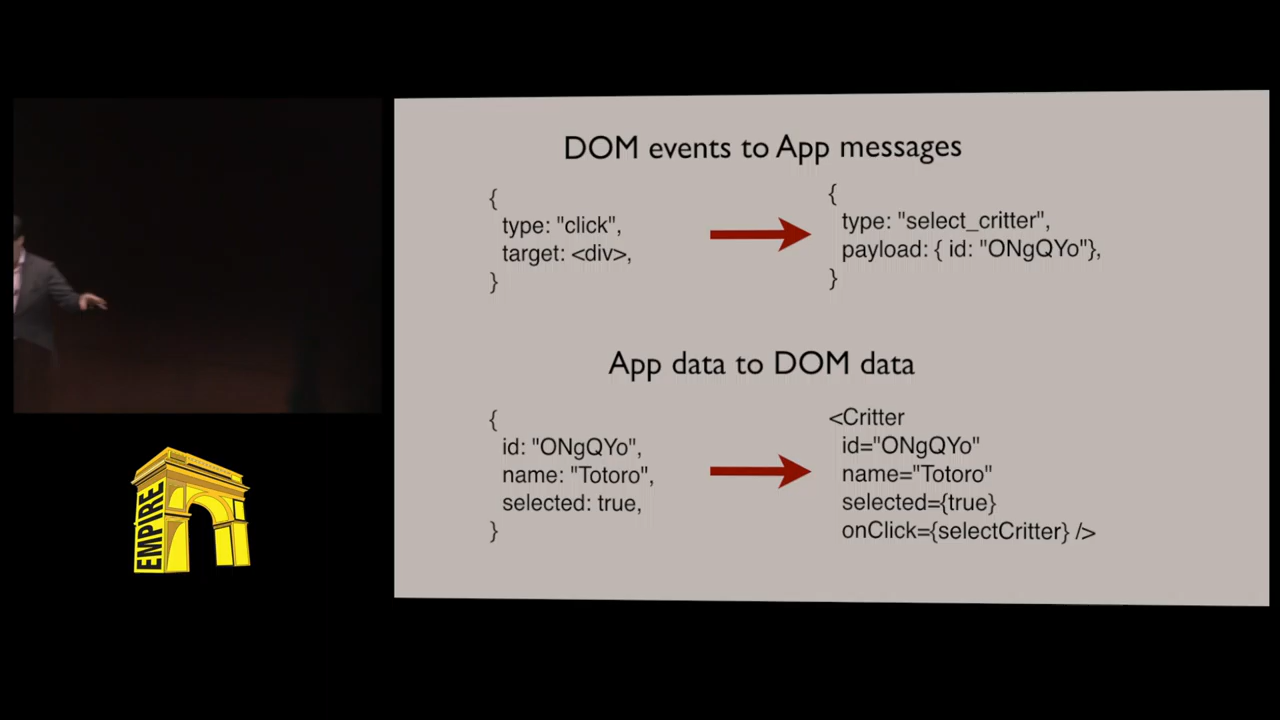 DOM events to App messages
{
type: "click",
target: <div>,
}
{
type: "select_critter",
payload: { id: "ONgQYo"},
}
App data to DOM data
{
id: "ONgQYo",
name: "Totoro",
selected: true,
}
<Critter
id="ONgQYo"
name="Totoro"
selected={true}
onClick={selectCritter} />
EMPIRE